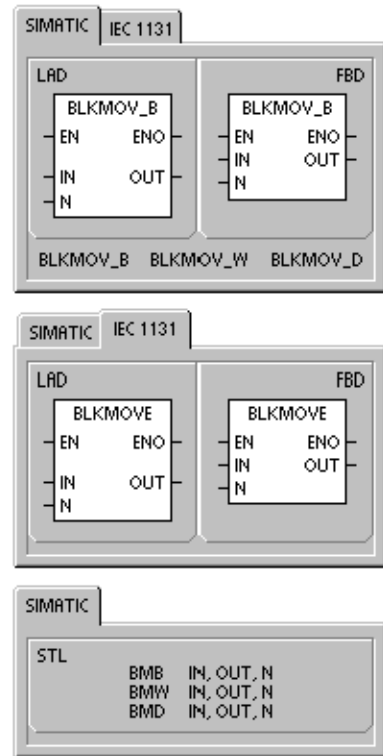 SIMATIC IEC 1131
LAD FBD
BLKMOV_B BLKMOV_B
EN ENO EN ENO
IN OUT IN OUT
N N
BLKMOV_B BLKMOV_W BLKMOV_D
SIMATIC IEC 1131
LAD FBD
BLKMOVE BLKMOVE
EN ENO EN ENO
IN OUT IN OUT
N N
SIMATIC
STL
BMB IN, OUT, N
BMW IN, OUT, N
BMD IN, OUT, N